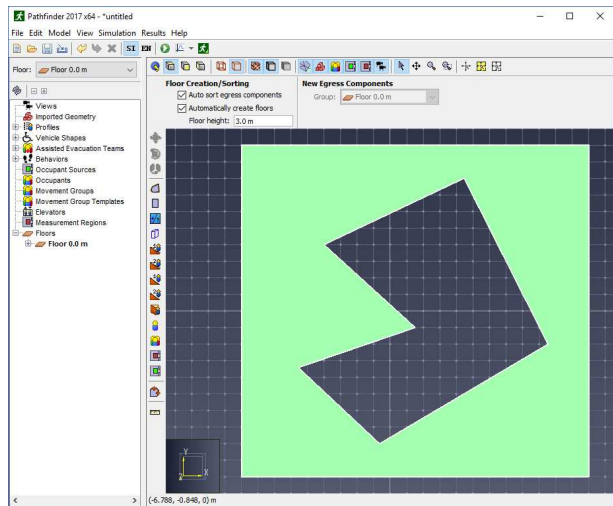 Pathfinder 2017 x64 - *untitled
File Edit Model View Simulation Results Help
SI EN
Floor: Floor 0.0 m
Floor Creation/Sorting
Auto sort egress components
Automatically create floors
Floor height: 3.0 m
New Egress Components
Group: Floor 0.0 m
Views
Imported Geometry
Profiles
Vehicle Shapes
Assisted Evacuation Teams
Behaviors
Occupant Sources
Occupants
Movement Groups
Movement Group Templates
Elevators
Measurement Regions
Floors
Floor 0.0 m
Y
X
Z
(-6.788, -0.848, 0) m